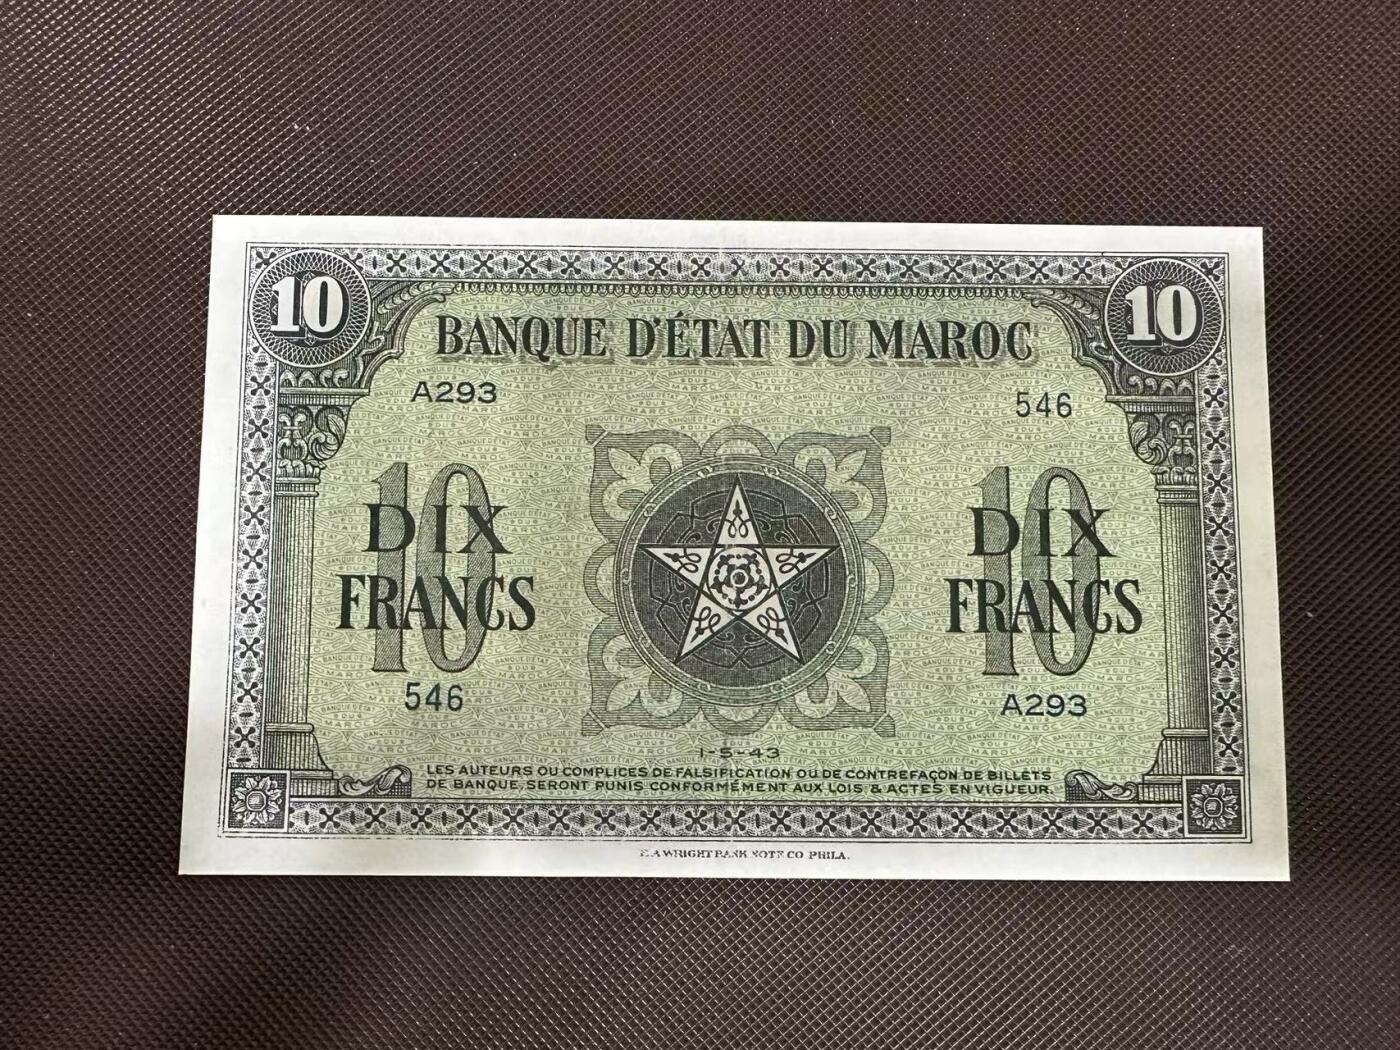 10 10
BANQUE D'ÉTAT DU MAROC
A293 546
10 10
DIX DIX
FRANCS FRANCS
546 A293
1-5-43
LES AUTEURS OU COMPLICES DE FALSIFICATION OU DE CONTREFAÇON DE BILLETS
DE BANQUE, SERONT PUNIS CONFORMÉMENT AUX LOIS & ACTES EN VIGUEUR.
E.A WRIGHT BANK NOTE CO PHILA.